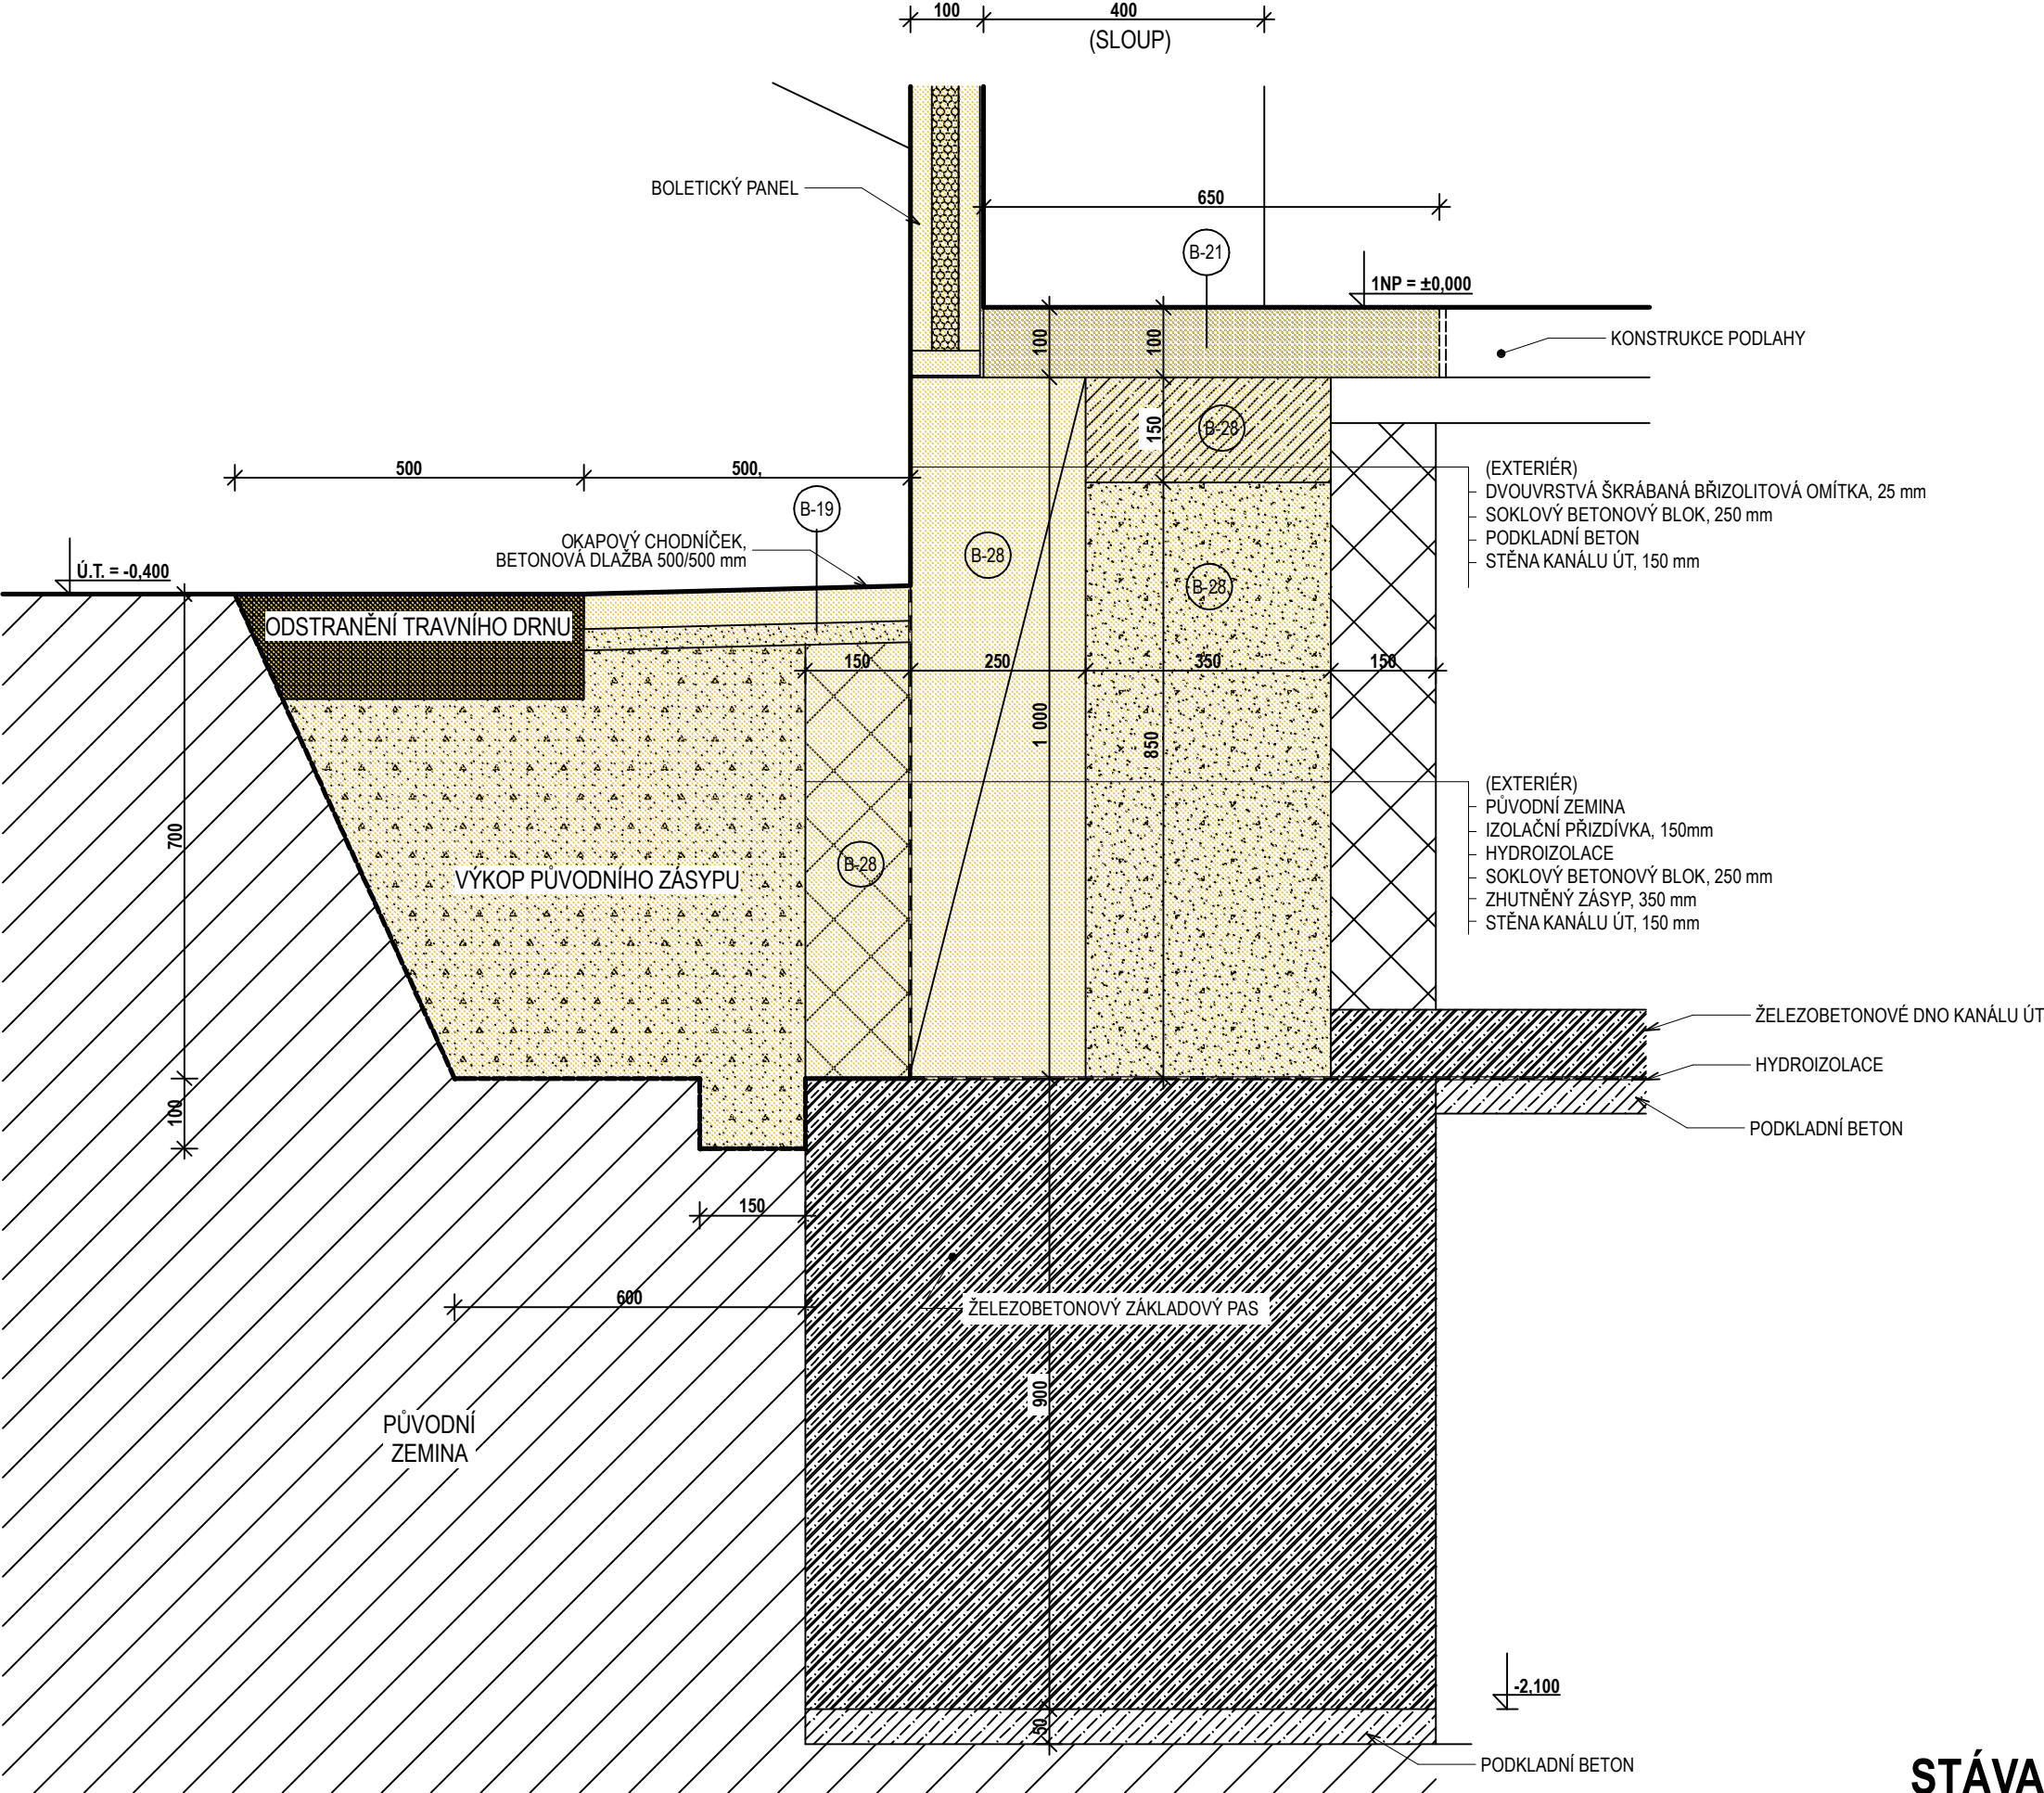 100
400
(SLOUP)
BOLETICKÝ PANEL
650
B-21
1NP = ±0,000
100
100
KONSTRUKCE PODLAHY
150
B-28
500
500,
(EXTERIÉR)
DVOUVRSTVÁ ŠKRÁBANÁ BŘIZOLITOVÁ OMÍTKA, 25 mm
SOKLOVÝ BETONOVÝ BLOK, 250 mm
PODKLADNÍ BETON
STĚNA KANÁLU ÚT, 150 mm
B-19
OKAPOVÝ CHODNÍČEK,
BETONOVÁ DLAŽBA 500/500 mm
B-28
Ú.T. = -0,400
B-28
ODSTRANĚNÍ TRAVNÍHO DRNU
150
250
350
150
1 000
850
(EXTERIÉR)
PŮVODNÍ ZEMINA
IZOLAČNÍ PŘIZDÍVKA, 150mm
HYDROIZOLACE
SOKLOVÝ BETONOVÝ BLOK, 250 mm
ZHUTNĚNÝ ZÁSYP, 350 mm
STĚNA KANÁLU ÚT, 150 mm
700
B-28
VÝKOP PŮVODNÍHO ZÁSYPU
ŽELEZOBETONOVÉ DNO KANÁLU ÚT
HYDROIZOLACE
100
PODKLADNÍ BETON
150
600
ŽELEZOBETONOVÝ ZÁKLADOVÝ PAS
900
PŮVODNÍ
ZEMINA
-2,100
50
PODKLADNÍ BETON
STÁVA